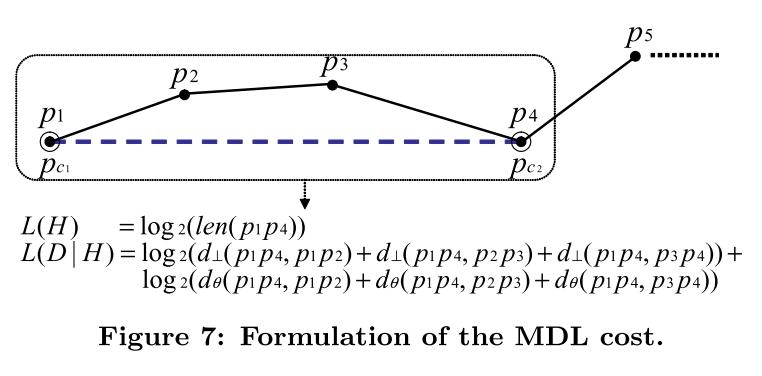 p5
p3
p2
p1
p4
pc1
pc2
L(H) = log2(len(p1p4))
L(D|H) = log2(d⊥(p1p4, p1p2)+d⊥(p1p4, p2p3)+d⊥(p1p4, p3p4))+
log2(dθ(p1p4, p1p2)+dθ(p1p4, p2p3)+dθ(p1p4, p3p4))
Figure 7: Formulation of the MDL cost.